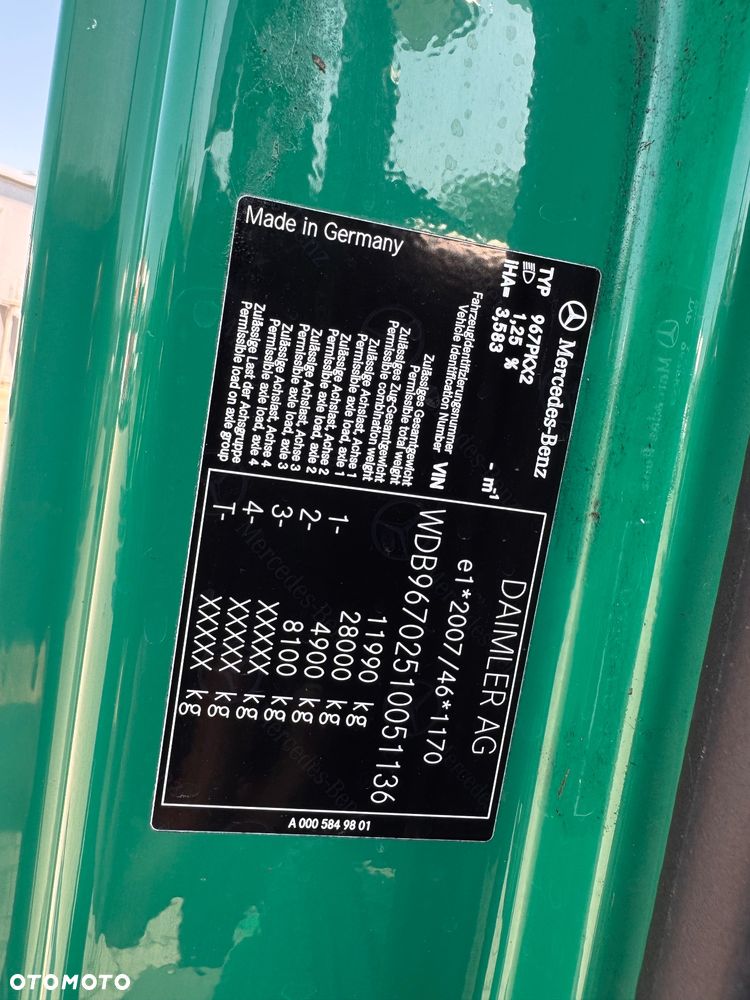 Mercedes-Benz
TYP 967PKX2
1,25 %
IHA= 3,583 - m⁻¹
Made in Germany
DAIMLER AG
e1*2007/46*1170
Fahrzeugidentifizierungsnummer
Vehicle Identification Number VIN
WDB96702510051136
Zulässiges Gesamtgewicht
Permissible total weight
11990 kg
Zulässiges Zug-Gesamtgewicht
Permissible combination weight
28000 kg
Zulässige Achslast, Achse 1
Permissible axle load, axle 1
1- 4900 kg
Zulässige Achslast, Achse 2
Permissible axle load, axle 2
2- 8100 kg
Zulässige Achslast, Achse 3
Permissible axle load, axle 3
3- XXXXX kg
Zulässige Achslast, Achse 4
Permissible axle load, axle 4
4- XXXXX kg
Zulässige Last der Achsgruppe
Permissible load on axle group
T- XXXXX kg
A 000 584 98 01
OTOMOTO